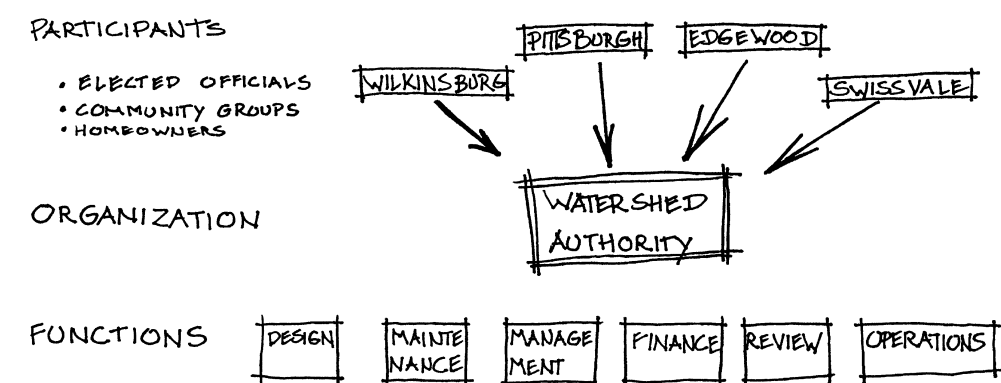 PARTICIPANTS
• ELECTED OFFICIALS
• COMMUNITY GROUPS
• HOMEOWNERS
WILKINSBURG
PITTSBURGH
EDGEWOOD
SWISSVALE
ORGANIZATION
WATERSHED
AUTHORITY
FUNCTIONS
DESIGN
MAINTE
NANCE
MANAGE
MENT
FINANCE
REVIEW
OPERATIONS